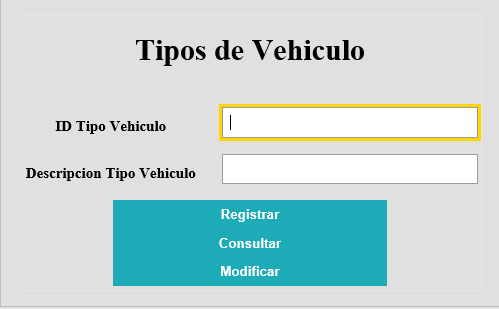 Tipos de Vehiculo
ID Tipo Vehiculo
Descripcion Tipo Vehiculo
Registrar
Consultar
Modificar